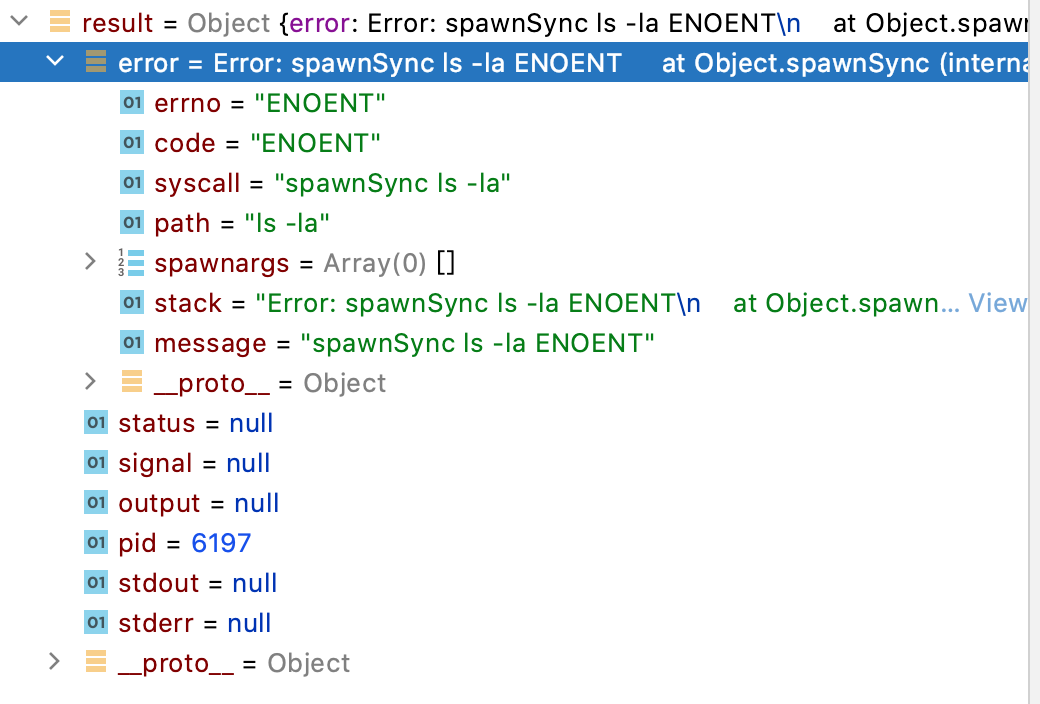 result = Object {error: Error: spawnSync ls -la ENOENT\n    at Object.spawn
error = Error: spawnSync ls -la ENOENT    at Object.spawnSync (interna
01 errno = "ENOENT"
01 code = "ENOENT"
01 syscall = "spawnSync ls -la"
01 path = "ls -la"
1 2 3 spawnargs = Array(0) []
01 stack = "Error: spawnSync ls -la ENOENT\n    at Object.spawn... View
01 message = "spawnSync ls -la ENOENT"
__proto__ = Object
01 status = null
01 signal = null
01 output = null
01 pid = 6197
01 stdout = null
01 stderr = null
__proto__ = Object